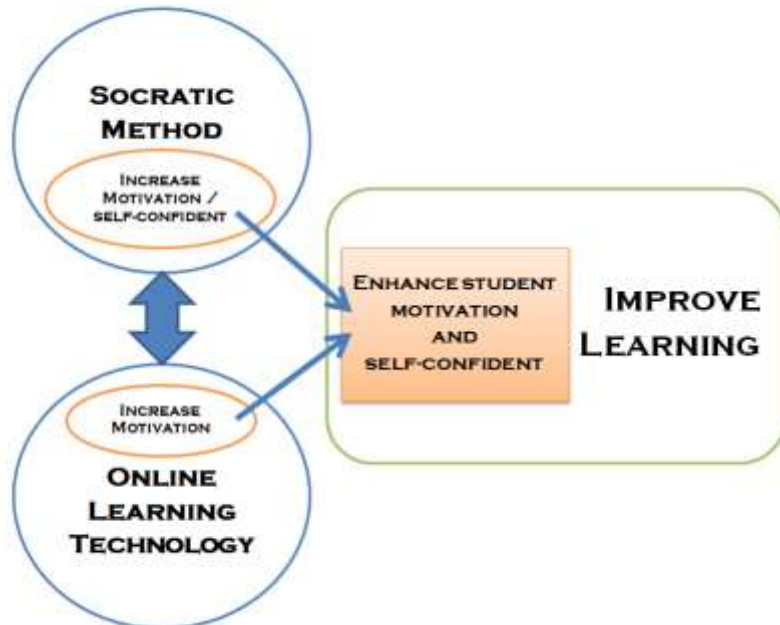 SOCRATIC
METHOD
INCREASE
MOTIVATION /
SELF-CONFIDENT
ENHANCE STUDENT
MOTIVATION
AND
SELF-CONFIDENT
IMPROVE
LEARNING
INCREASE
MOTIVATION
ONLINE
LEARNING
TECHNOLOGY